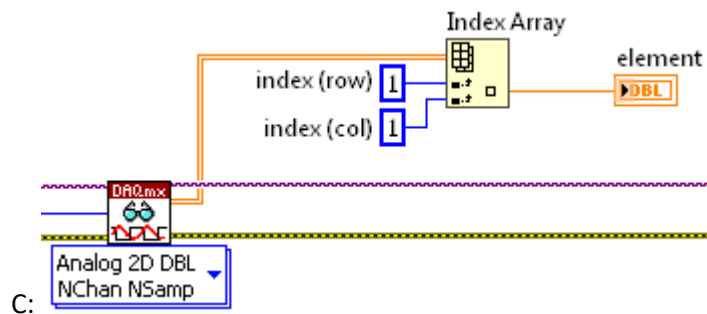 Index Array
element
index (row) 1
DBL
index (col) 1
DAQmx
Analog 2D DBL
NChan NSamp
C: